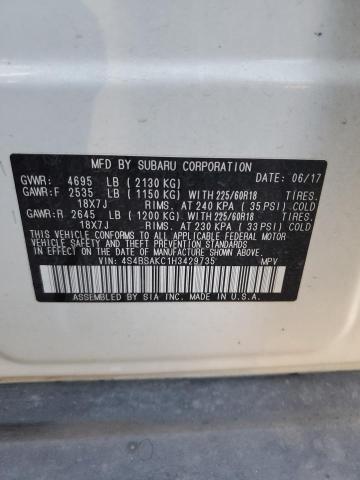 MFD BY SUBARU CORPORATION
GVWR: 4695 LB (2130 KG) DATE: 06/17
GAWR:F 2535 LB (1150 KG) WITH 225/60R18 TIRES.
18X7J RIMS. AT 240 KPA (35 PSI) COLD
GAWR:R 2645 LB (1200 KG) WITH 225/60R18 TIRES.
18X7J RIMS. AT 230 KPA (33 PSI) COLD
THIS VEHICLE CONFORMS TO ALL APPLICABLE FEDERAL MOTOR
VEHICLE SAFETY AND THEFT PREVENTION STANDARDS
IN EFFECT ON THE DATE OF MANUFACTURE SHOWN ABOVE.
VIN: 4S4BSAKC1H3429735 MPV
ASSEMBLED BY SIA INC. MADE IN U.S.A.